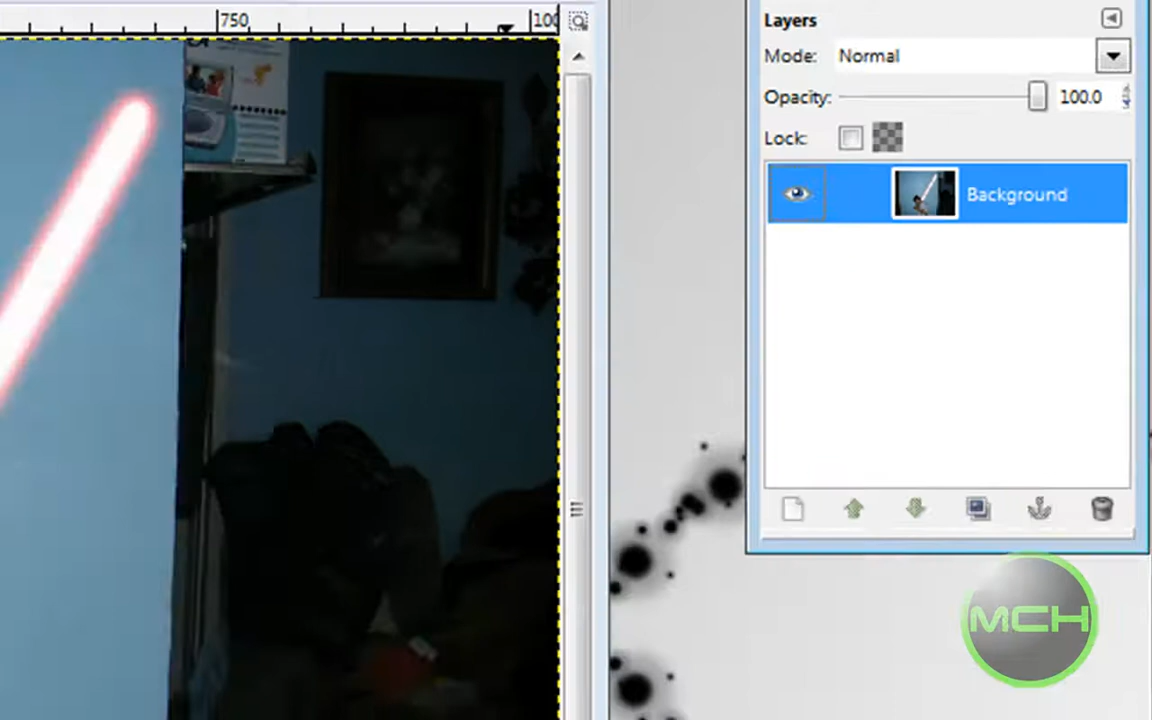 750
100
Layers
Mode: Normal
Opacity: 100.0
Lock:
Background
MCH